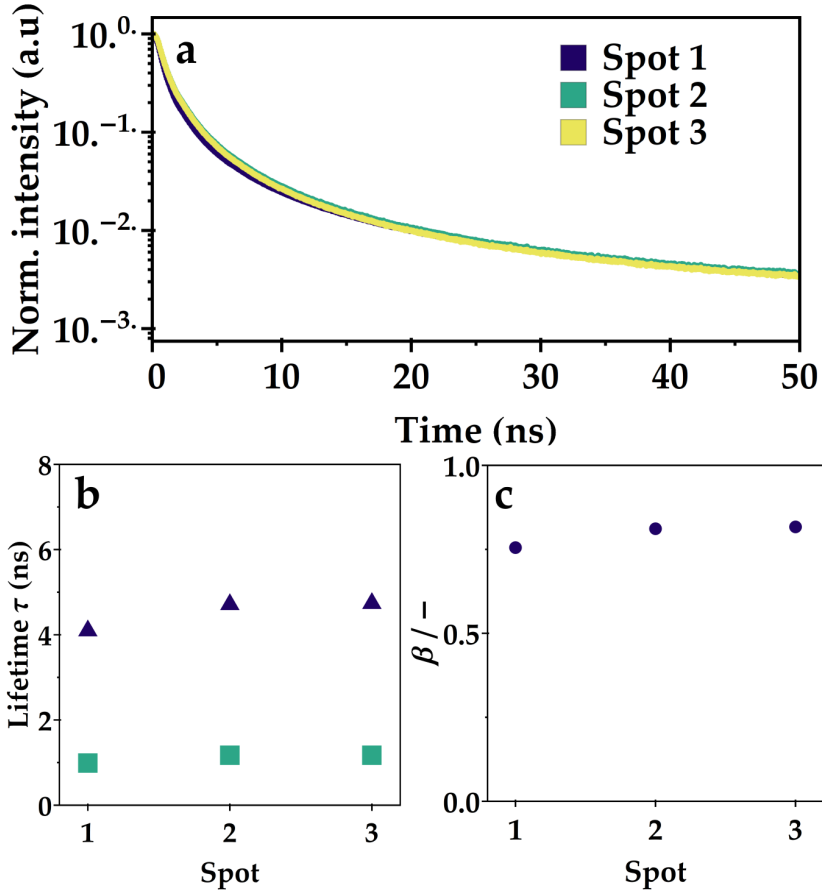 a
Spot 1
Spot 2
Spot 3
Norm. intensity (a.u)
10.0.
10.−1.
10.−2.
10.−3.
0 10 20 30 40 50
Time (ns)
b
Lifetime τ (ns)
8
6
4
1
0
1 2 3
Spot
c
β / −
1.0
0.5
0.0
1 2 3
Spot